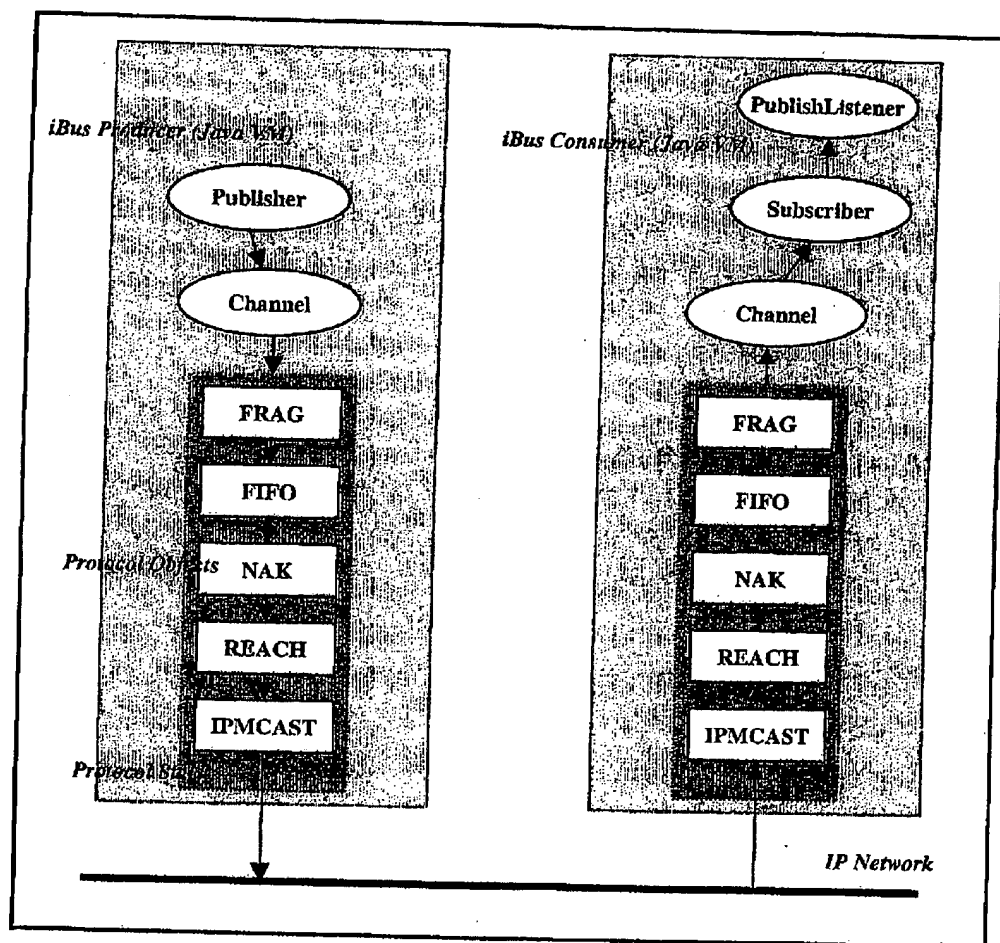 iBus Producer (Java VM)
Publisher
Channel
FRAG
FIFO
Protocol Objects
NAK
REACH
IPMCAST
Protocol
PublishListener
iBus Consumer (Java VM)
Subscriber
Channel
FRAG
FIFO
NAK
REACH
IPMCAST
IP Network